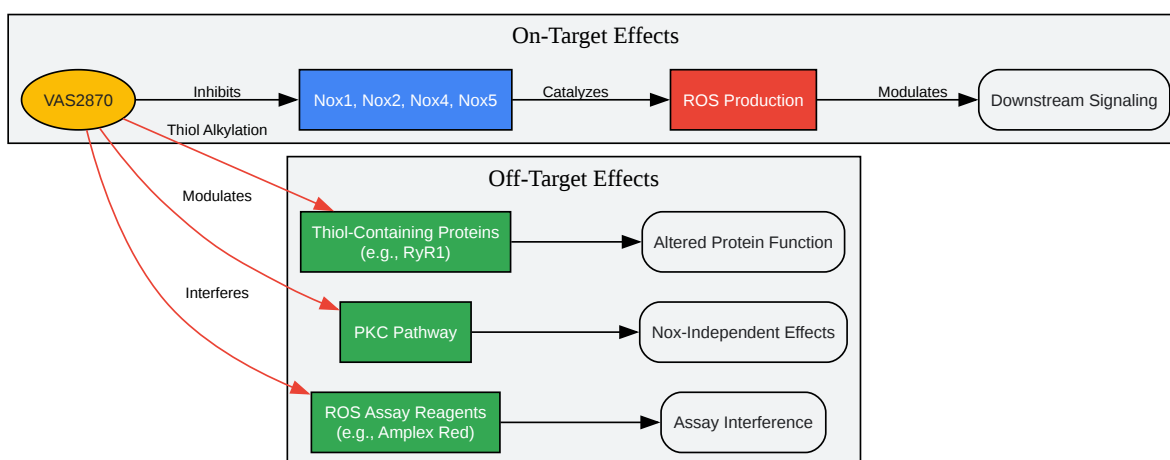 On-Target Effects
VAS2870
Inhibits
Nox1, Nox2, Nox4, Nox5
Catalyzes
ROS Production
Modulates
Downstream Signaling
Thiol Alkylation
Off-Target Effects
Modulates
Thiol-Containing Proteins
(e.g., RyR1)
Altered Protein Function
Interferes
PKC Pathway
Nox-Independent Effects
ROS Assay Reagents
(e.g., Amplex Red)
Assay Interference